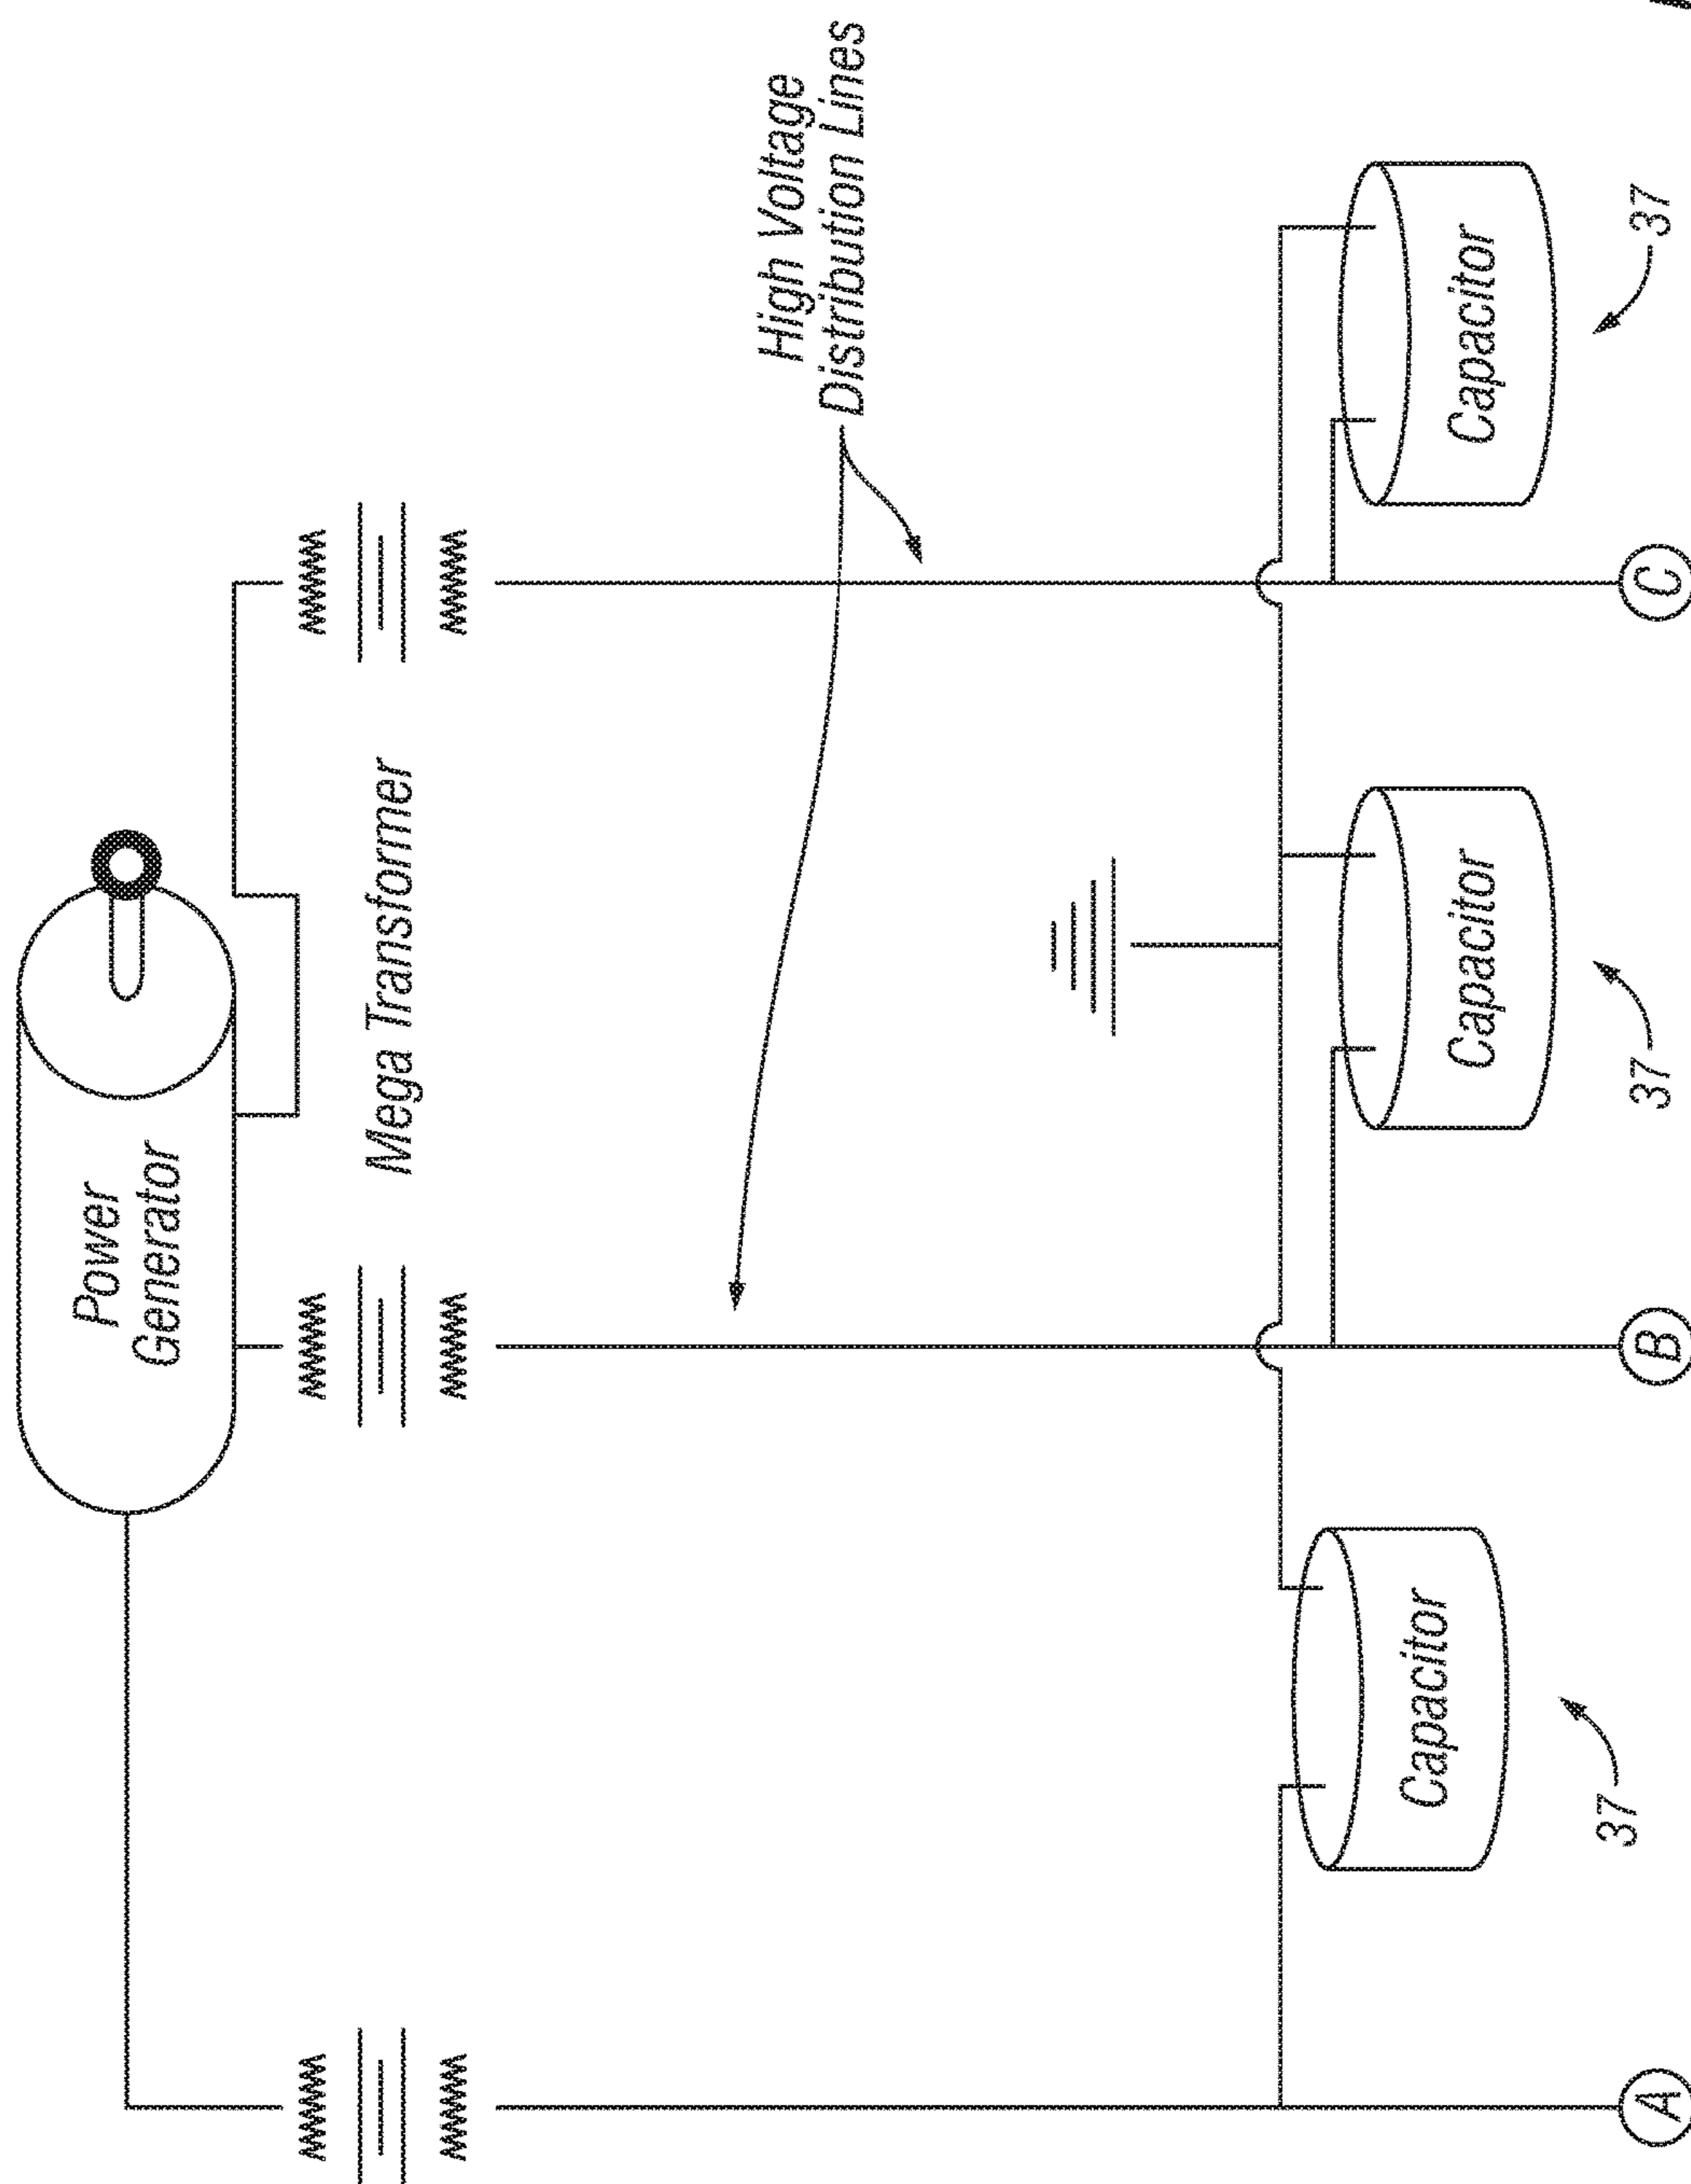 Power
Generator
Mega Transformer
High Voltage
Distribution Lines
Capacitor
37
Capacitor
37
Capacitor
37
A
B
C